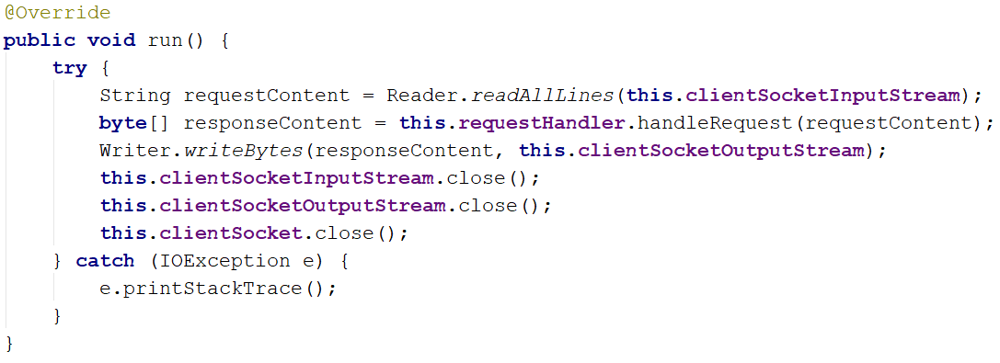 @Override
public void run() {
    try {
        String requestContent = Reader.readAllLines(this.clientSocketInputStream);
        byte[] responseContent = this.requestHandler.handleRequest(requestContent);
        Writer.writeBytes(responseContent, this.clientSocketOutputStream);
        this.clientSocketInputStream.close();
        this.clientSocketOutputStream.close();
        this.clientSocket.close();
    } catch (IOException e) {
        e.printStackTrace();
    }
}